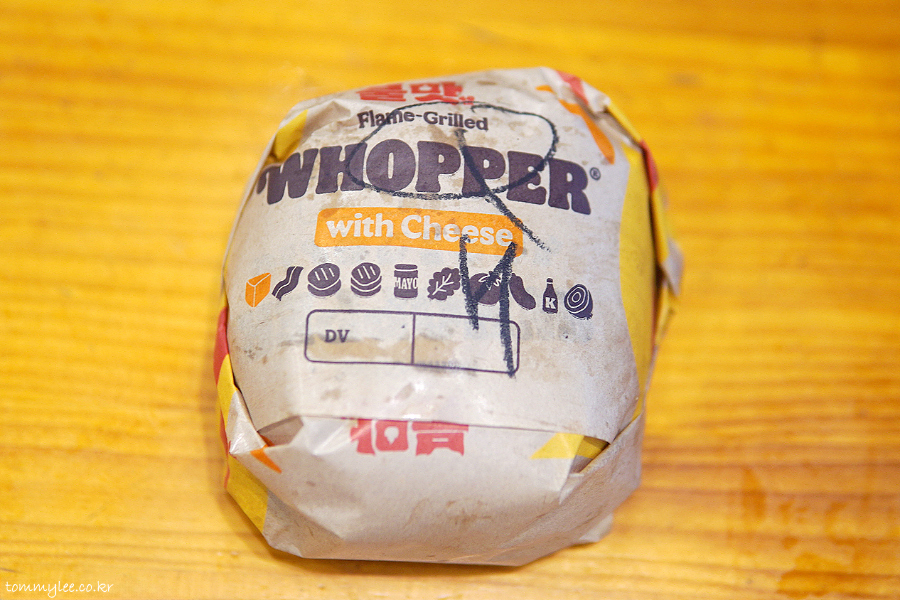 Flame-Grilled
WHOPPER®
with Cheese
MAYO
K
DV
tommylee.co.kr